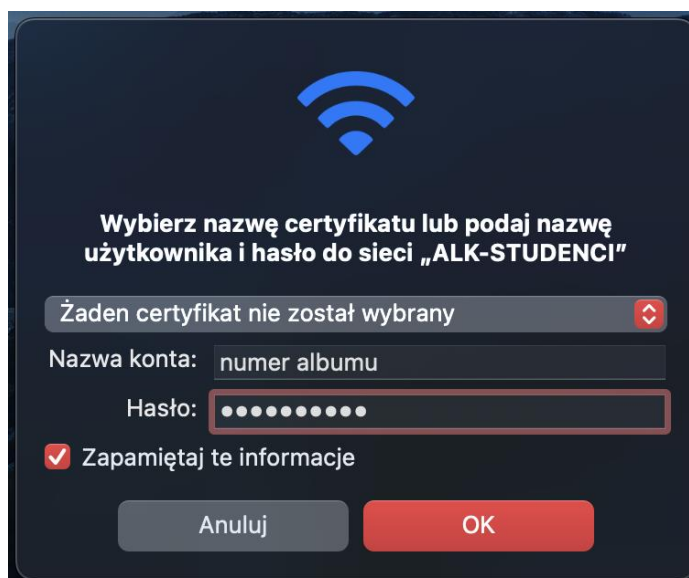 Wybierz nazwę certyfikatu lub podaj nazwę
użytkownika i hasło do sieci „ALK-STUDENCI”
Żaden certyfikat nie został wybrany
Nazwa konta: numer albumu
Hasło: ●●●●●●●●●●
Zapamiętaj te informacje
Anuluj OK